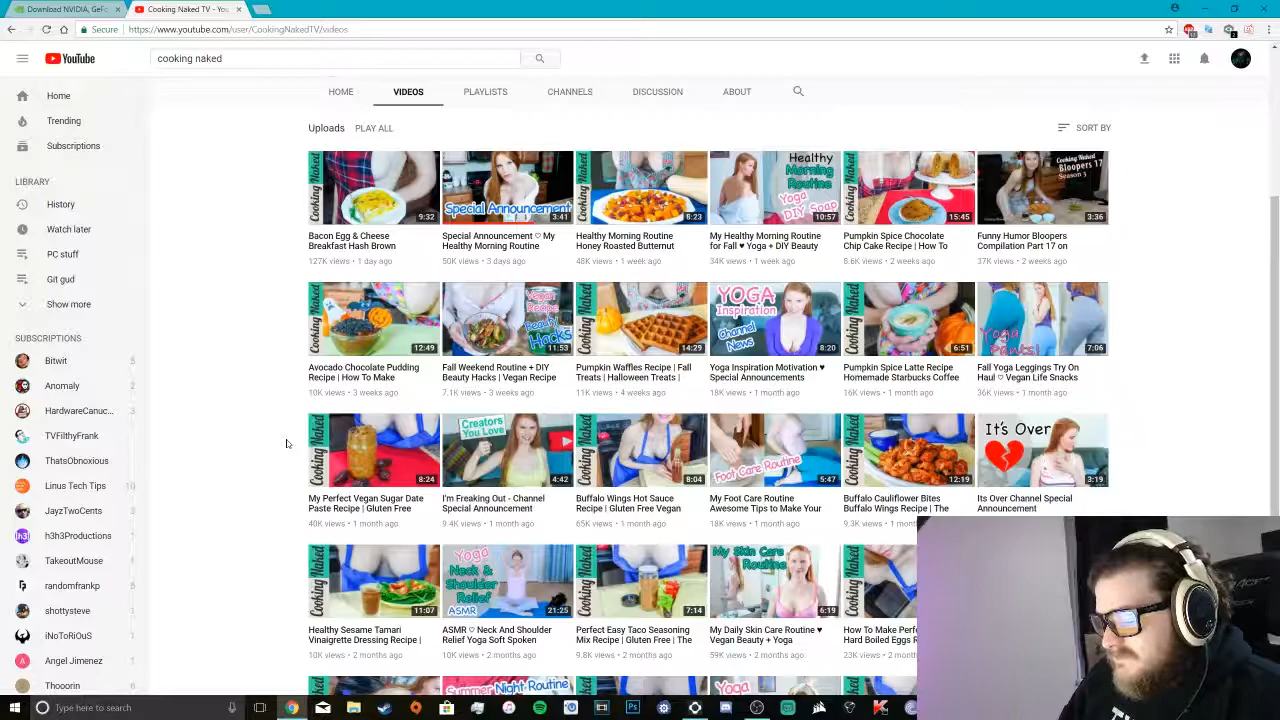 Download NVIDIA, GeFc
Cooking Naked TV - You
Secure
https://www.youtube.com/user/CookingNakedTV/videos
YouTube
cooking naked
HOME
VIDEOS
PLAYLISTS
CHANNELS
DISCUSSION
ABOUT
Home
Trending
Subscriptions
LIBRARY
History
Watch later
PC stuff
Git gud
Show more
SUBSCRIPTIONS
Bitwit 5
Anomaly 2
HardwareCanuc... 3
TVFilthyFrank
ThatsObnoxious
Linus Tech Tips
JayzTwoCents
h3h3Productions
TakeoutMouse
randomfrankp
shottysteve
iNoToRiOuS
Angel Jimenez
Thooorin
Uploads
PLAY ALL
SORT BY
Cooking Naked
9:32
Special Announcement
3:41
Cooking Naked
8:23
Healthy
Morning
Routine
Yoga
DIY Soap
10:57
Cooking Naked
15:45
Cooking Naked
Bloopers 17
Season 3
3:36
Bacon Egg & Cheese
Breakfast Hash Brown
127K views • 1 day ago
Special Announcement ♡ My
Healthy Morning Routine
50K views • 3 days ago
Healthy Morning Routine
Honey Roasted Butternut
48K views • 1 week ago
My Healthy Morning Routine
for Fall ♥ Yoga + DIY Beauty
34K views • 1 week ago
Pumpkin Spice Chocolate
Chip Cake Recipe | How To
8.6K views • 2 weeks ago
Funny Humor Bloopers
Compilation Part 17 on
37K views • 2 weeks ago
Cooking Naked
12:49
Vegan
Recipe
Beauty
Hacks
11:53
Cooking Naked
14:29
YOGA
Inspiration
Channel
News
8:20
Cooking Naked
6:51
Yoga
Pants!
7:06
Avocado Chocolate Pudding
Recipe | How To Make
10K views • 3 weeks ago
Fall Weekend Routine + DIY
Beauty Hacks | Vegan Recipe
7.1K views • 3 weeks ago
Pumpkin Waffles Recipe | Fall
Treats | Halloween Treats |
11K views • 4 weeks ago
Yoga Inspiration Motivation ♥
Special Announcements
18K views • 1 month ago
Pumpkin Spice Latte Recipe
Homemade Starbucks Coffee
16K views • 1 month ago
Fall Yoga Leggings Try On
Haul ♡ Vegan Life Snacks
36K views • 1 month ago
Cooking Naked
8:24
Creators
You Love
4:42
Cooking Naked
8:04
Foot Care Routine
5:47
Cooking Naked
12:19
It's Over
3:19
My Perfect Vegan Sugar Date
Paste Recipe | Gluten Free
40K views • 1 month ago
I'm Freaking Out - Channel
Special Announcement
9.4K views • 1 month ago
Buffalo Wings Hot Sauce
Recipe | Gluten Free Vegan
65K views • 1 month ago
My Foot Care Routine
Awesome Tips to Make Your
18K views • 1 month ago
Buffalo Cauliflower Bites
Buffalo Wings Recipe | The
9.3K views • 1 mont
Its Over Channel Special
Announcement
Cooking Naked
11:07
Yoga
Neck &
Shoulder
Relief
ASMR
21:25
Cooking Naked
7:14
My Skin Care
Routine
6:19
Cooking Naked
Healthy Sesame Tamari
Vinaigrette Dressing Recipe |
10K views • 2 months ago
ASMR ♡ Neck And Shoulder
Relief Yoga Soft Spoken
10K views • 2 months ago
Perfect Easy Taco Seasoning
Mix Recipe | Gluten Free | The
9.8K views • 2 months ago
My Daily Skin Care Routine ♥
Vegan Beauty + Yoga
59K views • 2 months ago
How To Make Perf
Hard Boiled Eggs R
23K views • 2 mont
Summer Night Routine
Yoga
Type here to search